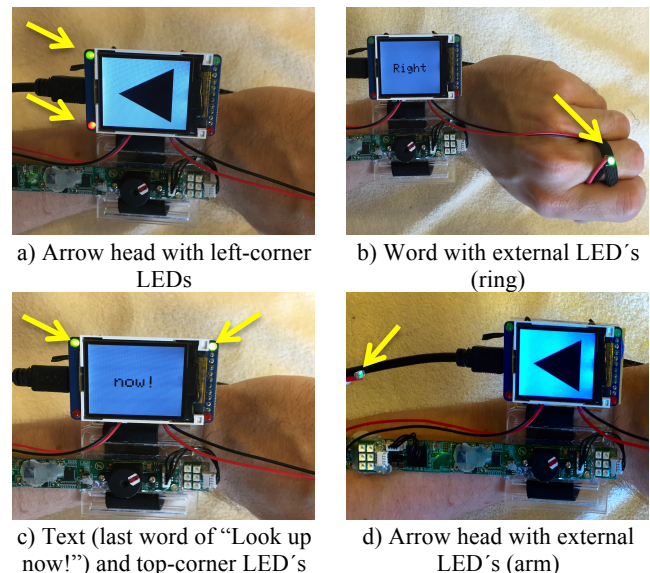 a) Arrow head with left-corner
LEDs
Right
b) Word with external LED´s
(ring)
now!
c) Text (last word of “Look up
now!”) and top-corner LED´s
d) Arrow head with external
LED´s (arm)